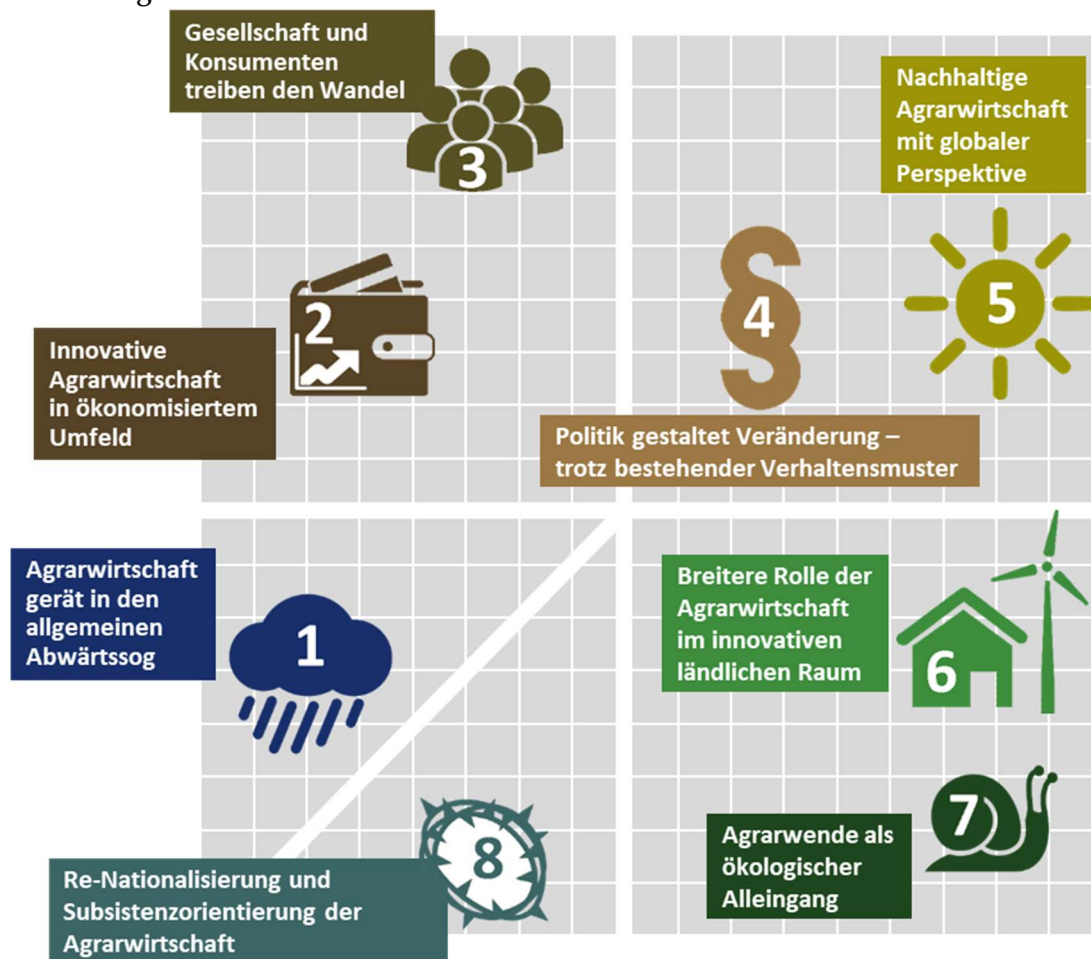 Gesellschaft und
Konsumenten
treiben den Wandel
3
Nachhaltige
Agrarwirtschaft
mit globaler
Perspektive
2
4
5
Innovative
Agrarwirtschaft
in ökonomisiertem
Umfeld
Politik gestaltet Veränderung –
trotz bestehender Verhaltensmuster
Agrarwirtschaft
gerät in den
allgemeinen
Abwärtssog
1
Breitere Rolle der
Agrarwirtschaft
im innovativen
ländlichen Raum
6
8
Re-Nationalisierung und
Subsistenzorientierung der
Agrarwirtschaft
Agrarwende als
ökologischer
Alleingang
7